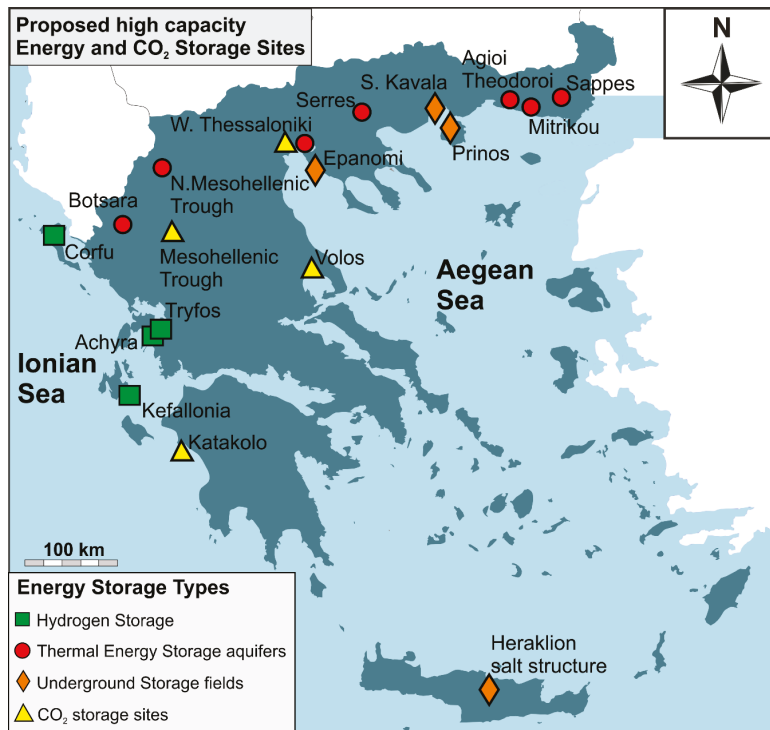 Proposed high capacity
Energy and CO₂ Storage Sites
N
Agioi
Theodoroi
S. Kavala
Sappes
Serres
Mitrikou
W. Thessaloniki
Prinos
Epanomi
N.Mesohellenic
Trough
Botsara
Corfu
Mesohellenic
Trough
Volos
Aegean
Sea
Tryfos
Achyra
Ionian
Sea
Kefallonia
Katakolo
100 km
Heraklion
salt structure
Energy Storage Types
Hydrogen Storage
Thermal Energy Storage aquifers
Underground Storage fields
CO₂ storage sites